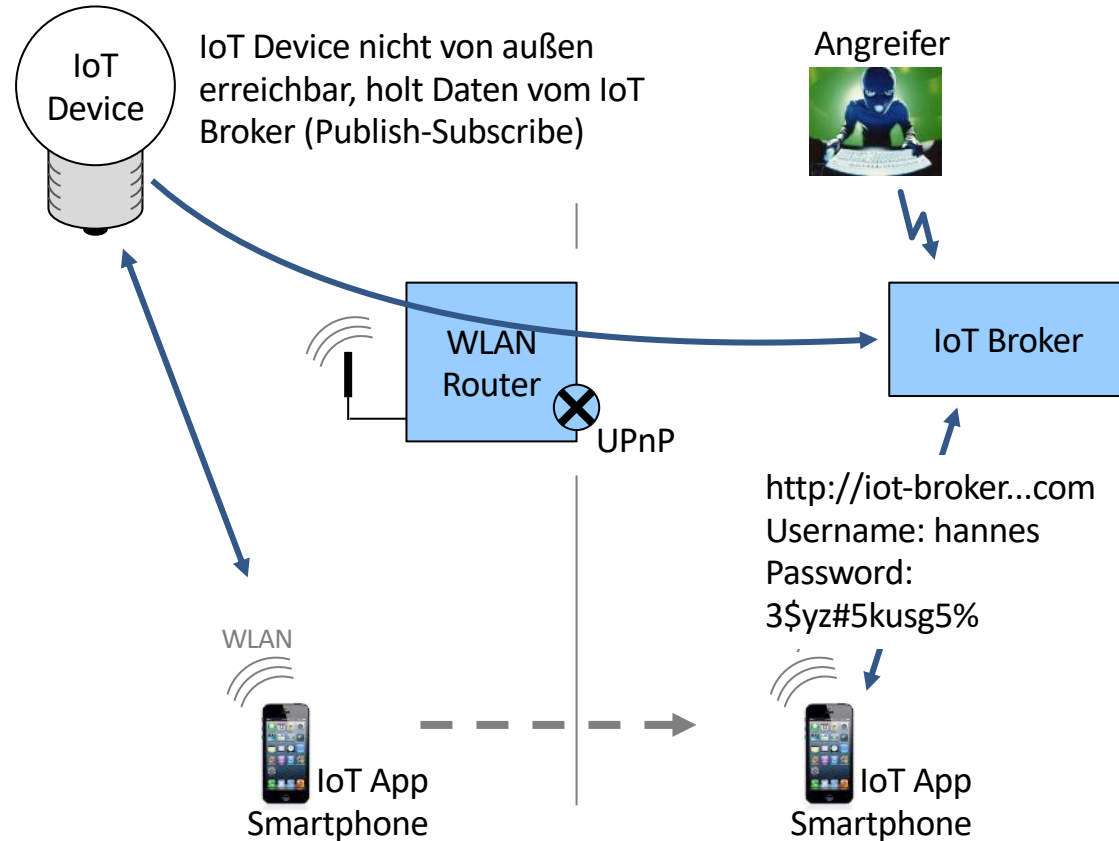 IoT
Device
IoT Device nicht von außen
erreichbar, holt Daten vom IoT
Broker (Publish-Subscribe)
Angreifer
WLAN
Router
UPnP
IoT Broker
http://iot-broker...com
Username: hannes
Password:
3$yz#5kusg5%
WLAN
IoT App
Smartphone
IoT App
Smartphone